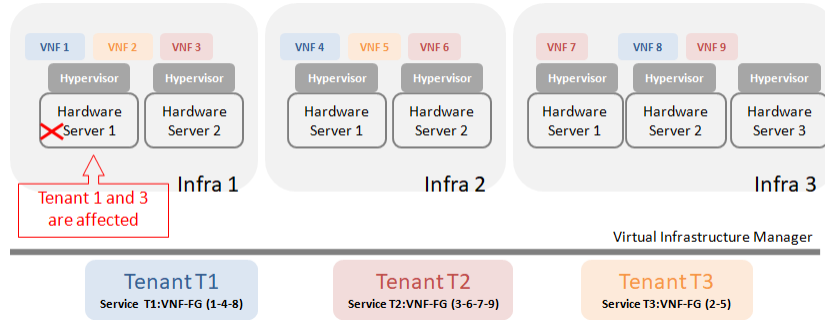 VNF 1 VNF 2 VNF 3 VNF 4 VNF 5 VNF 6 VNF 7 VNF 8 VNF 9
Hypervisor Hypervisor Hypervisor Hypervisor Hypervisor Hypervisor Hypervisor
Hardware Hardware Hardware Hardware Hardware Hardware Hardware
Server 1 Server 2 Server 1 Server 2 Server 1 Server 2 Server 3
Infra 1 Infra 2 Infra 3
Tenant 1 and 3
are affected
Virtual Infrastructure Manager
Tenant T1 Tenant T2 Tenant T3
Service T1:VNF-FG (1-4-8) Service T2:VNF-FG (3-6-7-9) Service T3:VNF-FG (2-5)